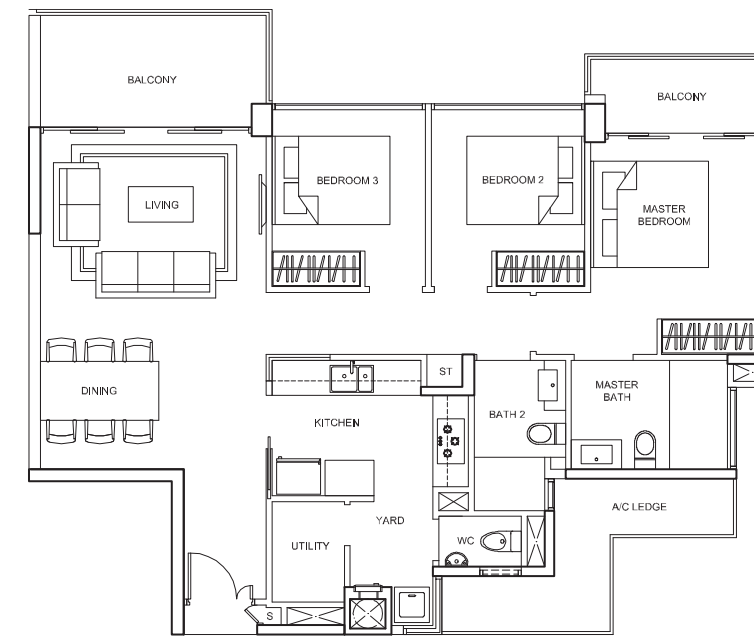 BALCONY
BALCONY
LIVING
BEDROOM 3
BEDROOM 2
MASTER
BEDROOM
DINING
ST
KITCHEN
BATH 2
MASTER
BATH
A/C LEDGE
YARD
WC
UTILITY
S